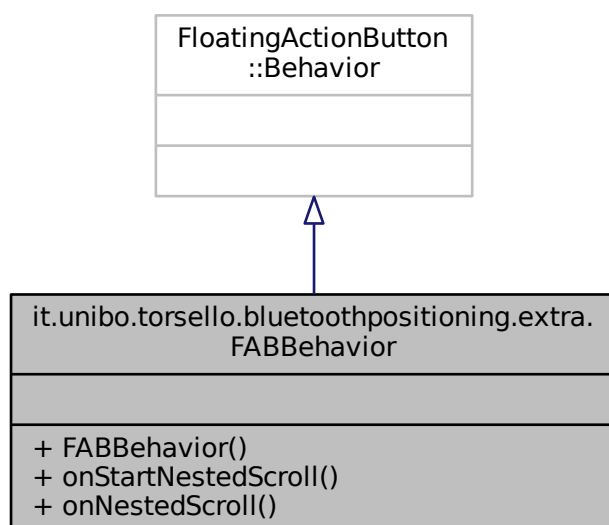 FloatingActionButton
::Behavior
it.unibo.torsello.bluetoothpositioning.extra.
FABBehavior
+ FABBehavior()
+ onStartNestedScroll()
+ onNestedScroll()